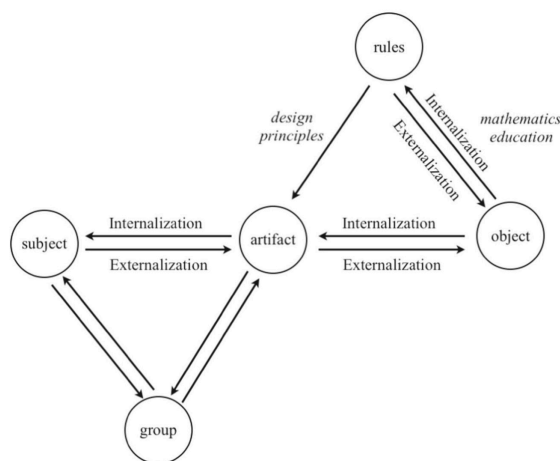 rules
design
principles
Internalization
Externalization
mathematics
education
Internalization
Internalization
subject
artifact
object
Externalization
Externalization
group